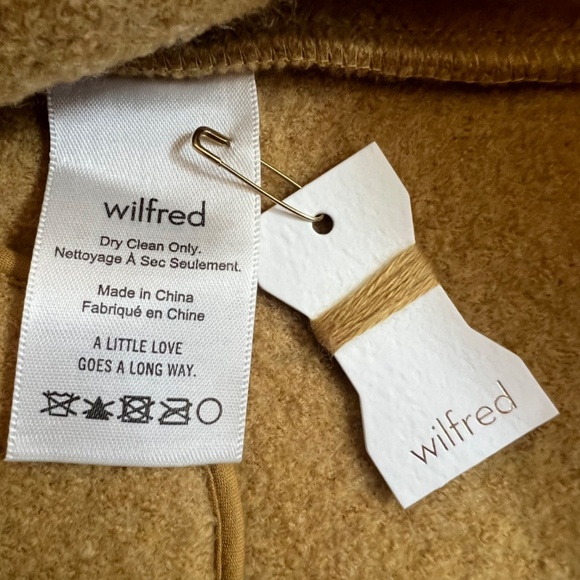 wilfred
Dry Clean Only.
Nettoyage À Sec Seulement.
Made in China
Fabriqué en Chine
A LITTLE LOVE
GOES A LONG WAY.
wilfred